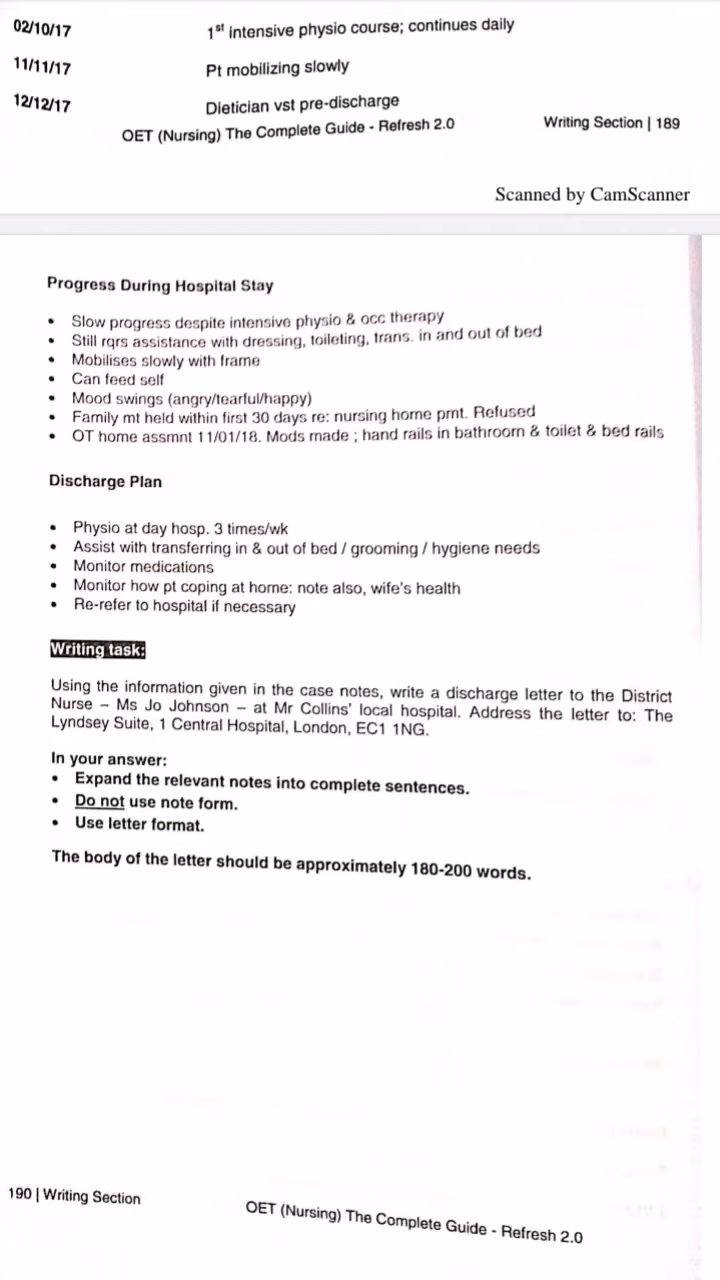 02/10/17 1st intensive physio course; continues daily
11/11/17 Pt mobilizing slowly
12/12/17 Dietician vst pre-discharge
OET (Nursing) The Complete Guide - Refresh 2.0 Writing Section | 189
Scanned by CamScanner
Progress During Hospital Stay
• Slow progress despite intensive physio & occ therapy
• Still rqrs assistance with dressing, toileting, trans. in and out of bed
• Mobilises slowly with frame
• Can feed self
• Mood swings (angry/tearful/happy)
• Family mt held within first 30 days re: nursing home prnt. Refused
• OT home assmnt 11/01/18. Mods made ; hand rails in bathroom & toilet & bed rails
Discharge Plan
• Physio at day hosp. 3 times/wk
• Assist with transferring in & out of bed / grooming / hygiene needs
• Monitor medications
• Monitor how pt coping at home: note also, wife's health
• Re-refer to hospital if necessary
Writing task:
Using the information given in the case notes, write a discharge letter to the District
Nurse – Ms Jo Johnson – at Mr Collins' local hospital. Address the letter to: The
Lyndsey Suite, 1 Central Hospital, London, EC1 1NG.
In your answer:
• Expand the relevant notes into complete sentences.
• Do not use note form.
• Use letter format.
The body of the letter should be approximately 180-200 words.
190 | Writing Section OET (Nursing) The Complete Guide - Refresh 2.0